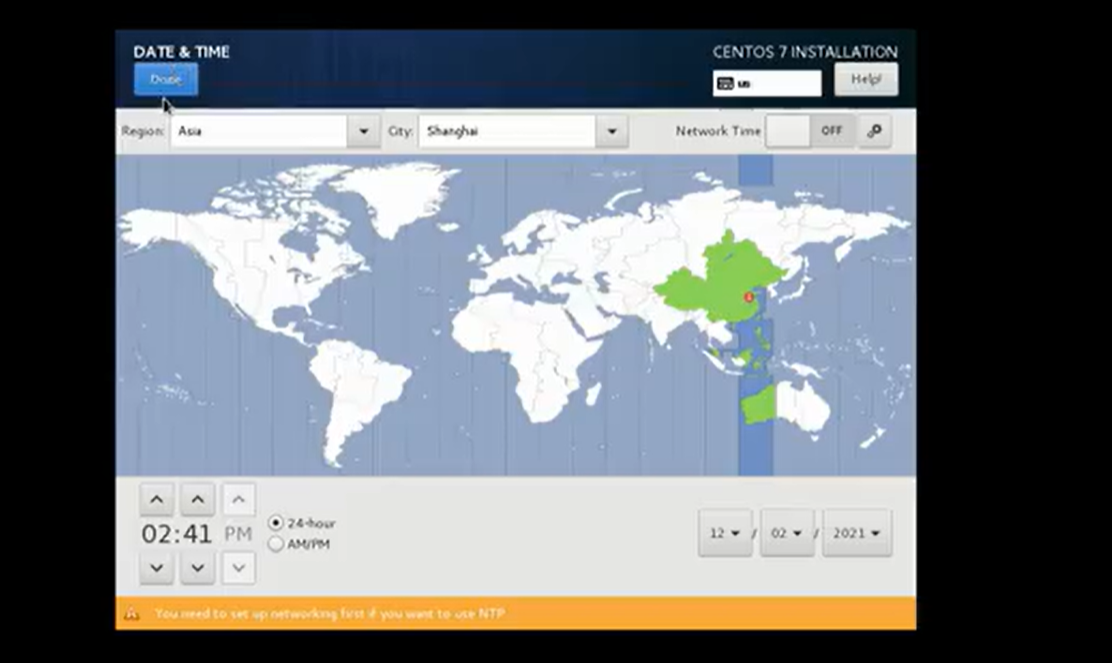 DATE & TIME
CENTOS 7 INSTALLATION
Done
us
Help!
Region: Asia City: Shanghai Network Time OFF
02:41 PM
24-hour
AM/PM
12 / 02 / 2021
You need to set up networking first if you want to use NTP